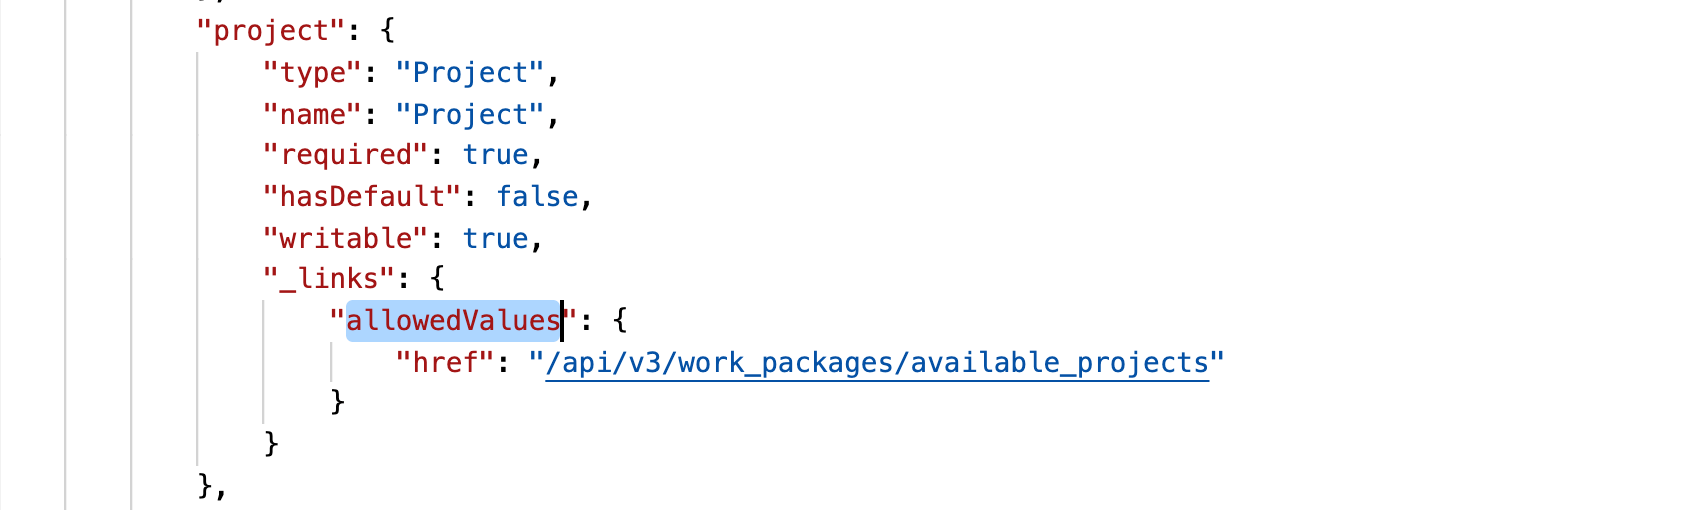 "project": {
"type": "Project",
"name": "Project",
"required": true,
"hasDefault": false,
"writable": true,
"_links": {
"allowedValues": {
"href": "/api/v3/work_packages/available_projects"
}
}
},